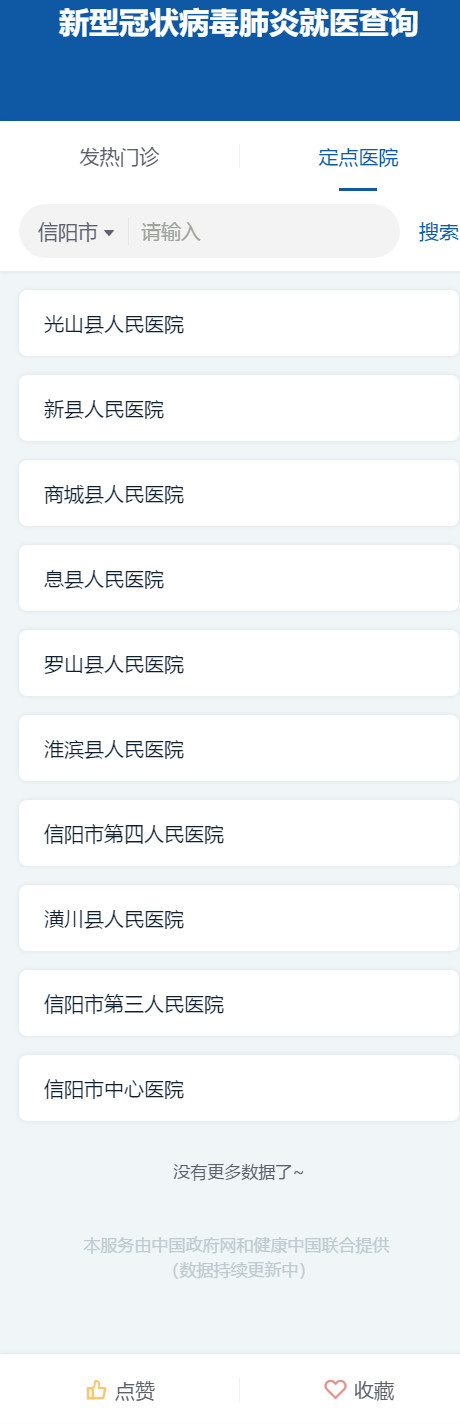 新型冠状病毒肺炎就医查询
发热门诊
定点医院
信阳市
请输入
搜索
光山县人民医院
新县人民医院
商城县人民医院
息县人民医院
罗山县人民医院
淮滨县人民医院
信阳市第四人民医院
潢川县人民医院
信阳市第三人民医院
信阳市中心医院
没有更多数据了~
本服务由中国政府网和健康中国联合提供
（数据持续更新中）
点赞
收藏